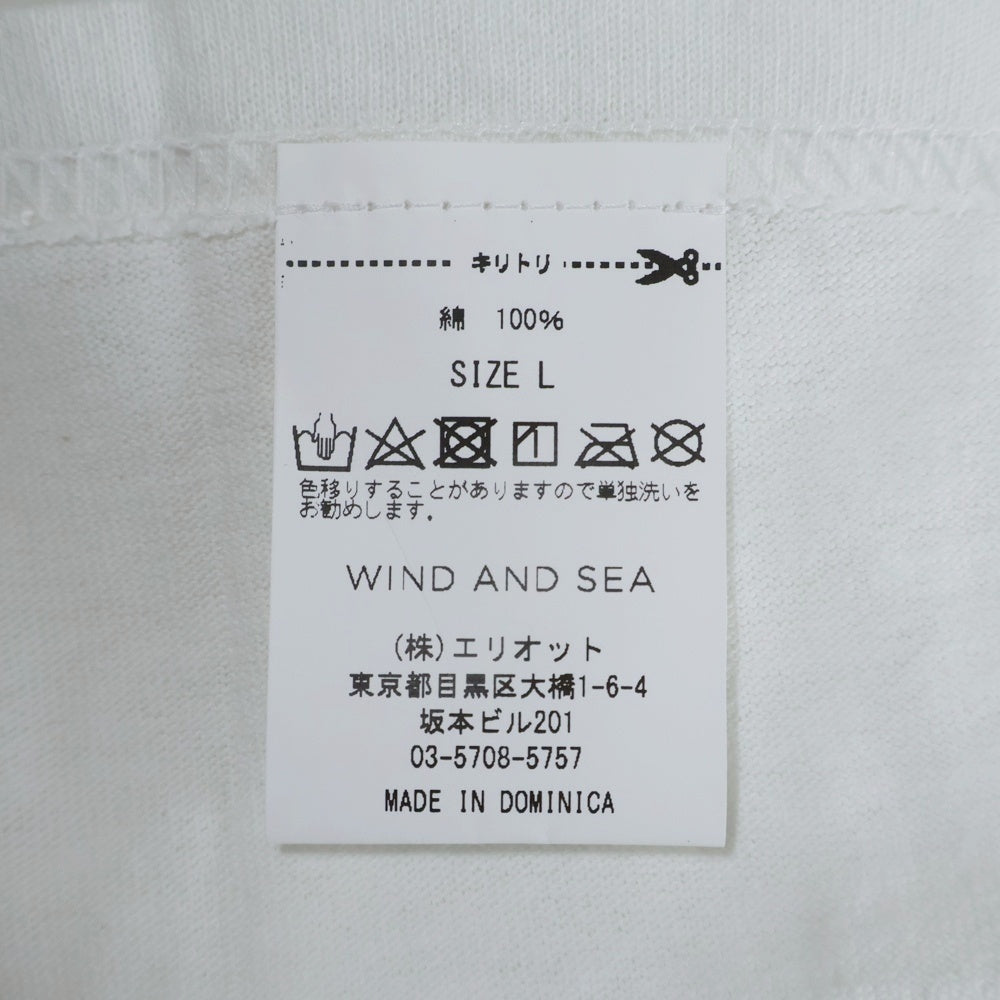 キリトリ
綿 100%
SIZE L
色移りすることがありますので単独洗いを
お勧めします.
WIND AND SEA
(株)エリオット
東京都目黒区大橋1-6-4
坂本ビル201
03-5708-5757
MADE IN DOMINICA